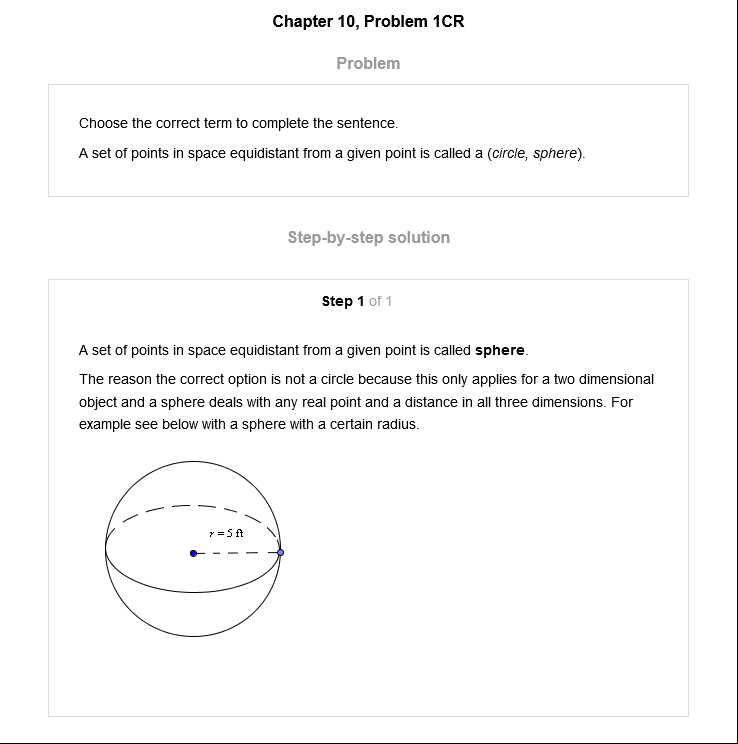 Chapter 10, Problem 1CR
Problem
Choose the correct term to complete the sentence.
A set of points in space equidistant from a given point is called a (circle, sphere).
Step-by-step solution
Step 1 of 1
A set of points in space equidistant from a given point is called sphere.
The reason the correct option is not a circle because this only applies for a two dimensional
object and a sphere deals with any real point and a distance in all three dimensions. For
example see below with a sphere with a certain radius.
r = 5 ft